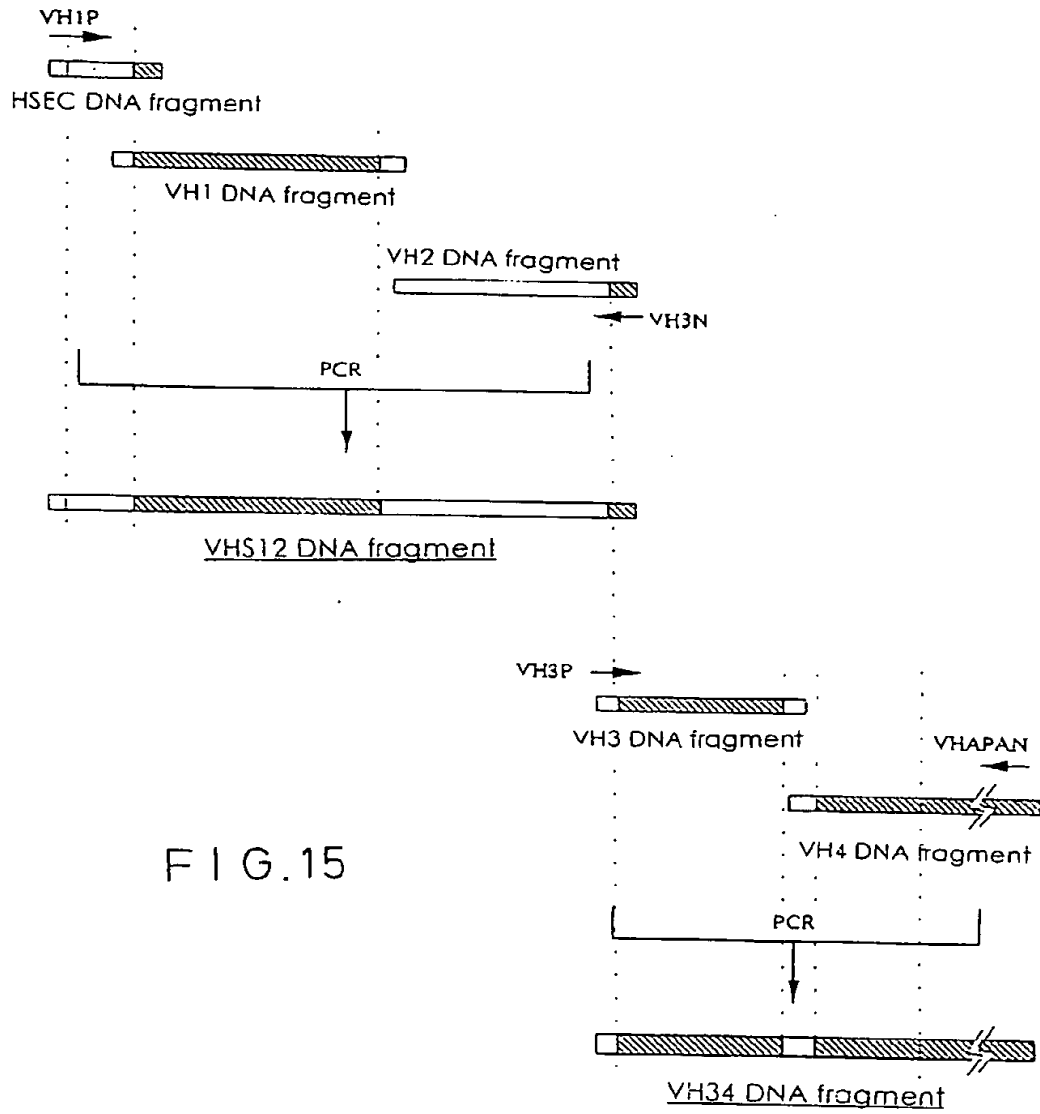 VH1P
HSEC DNA fragment
VH1 DNA fragment
VH2 DNA fragment
VH3N
PCR
VHS12 DNA fragment
VH3P
VH3 DNA fragment
VHAPAN
VH4 DNA fragment
FIG.15
PCR
VH34 DNA fragment